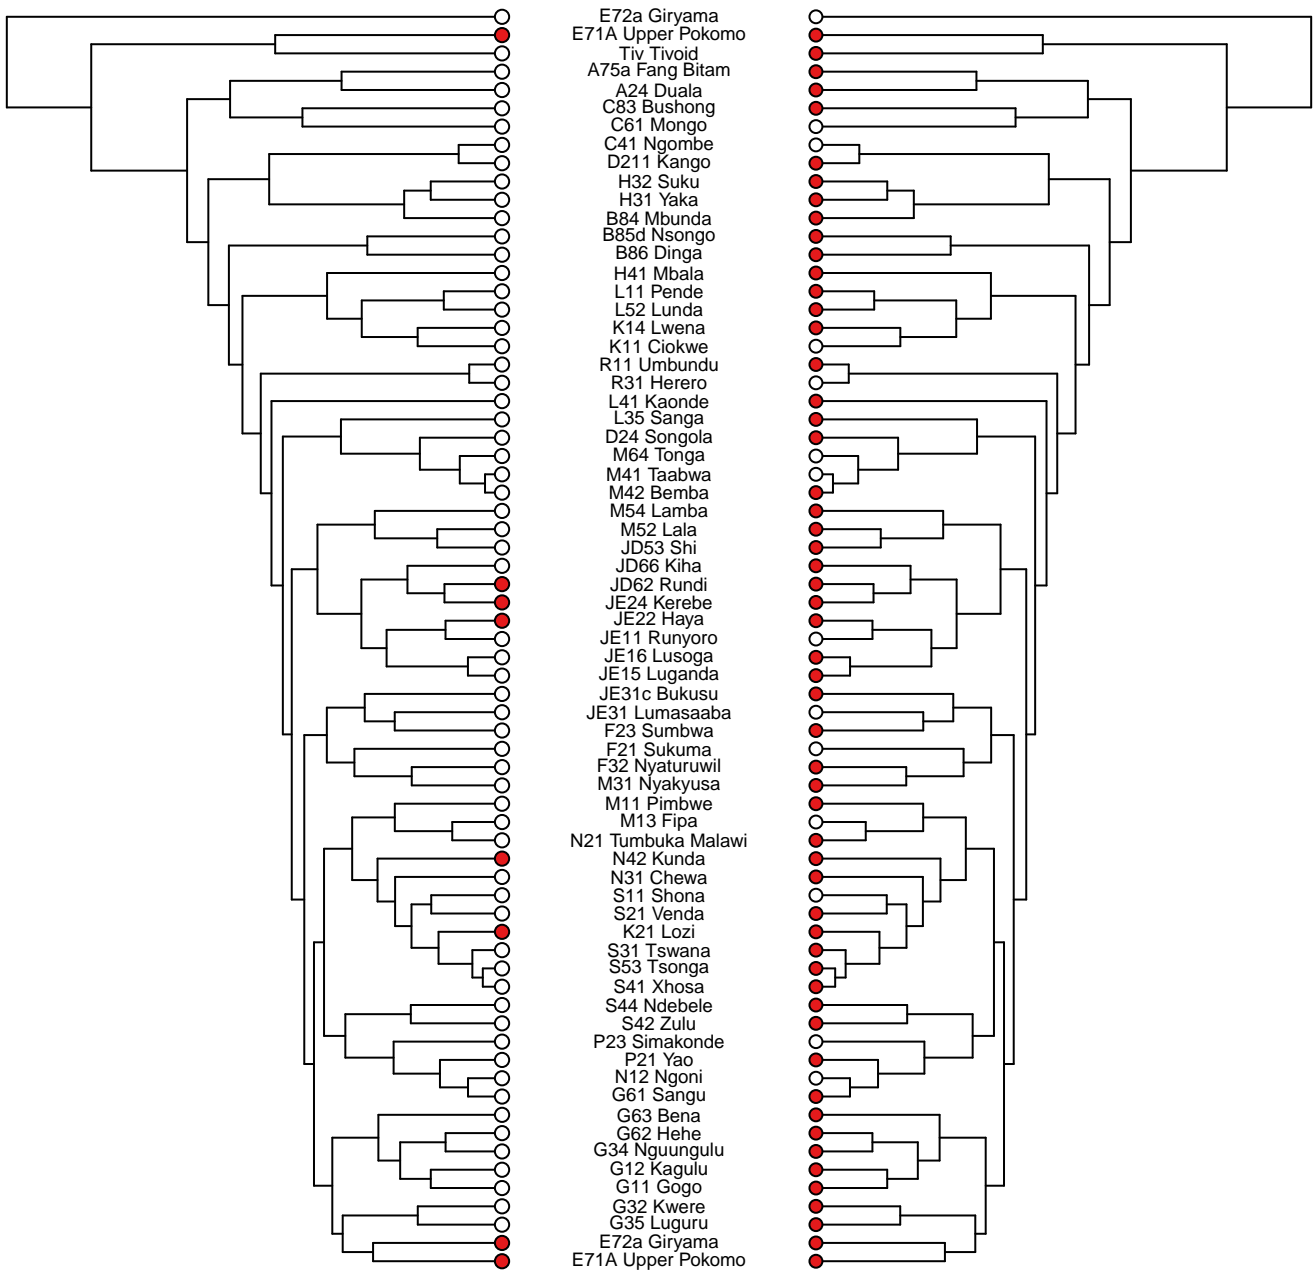 E72a Giryama
E71A Upper Pokomo
Tiv Tivoid
A75a Fang Bitam
A24 Duala
C83 Bushong
C61 Mongo
C41 Ngombe
D211 Kango
H32 Suku
H31 Yaka
B84 Mbunda
B85d Nsongo
B86 Dinga
H41 Mbala
L11 Pende
L52 Lunda
K14 Lwena
K11 Ciokwe
R11 Umbundu
R31 Herero
L41 Kaonde
L35 Sanga
D24 Songola
M64 Tonga
M41 Taabwa
M42 Bemba
M54 Lamba
M52 Lala
JD53 Shi
JD66 Kiha
JD62 Rundi
JE24 Kerebe
JE22 Haya
JE11 Runyoro
JE16 Lusoga
JE15 Luganda
JE31c Bukusu
JE31 Lumasaaba
F23 Sumbwa
F21 Sukuma
F32 Nyaturuwil
M31 Nyakyusa
M11 Pimbwe
M13 Fipa
N21 Tumbuka Malawi
N42 Kunda
N31 Chewa
S11 Shona
S21 Venda
K21 Lozi
S31 Tswana
S53 Tsonga
S41 Xhosa
S44 Ndebele
S42 Zulu
P23 Simakonde
P21 Yao
N12 Ngoni
G61 Sangu
G63 Bena
G62 Hehe
G34 Nguungulu
G12 Kagulu
G11 Gogo
G32 Kwere
G35 Luguru
E72a Giryama
E71A Upper Pokomo